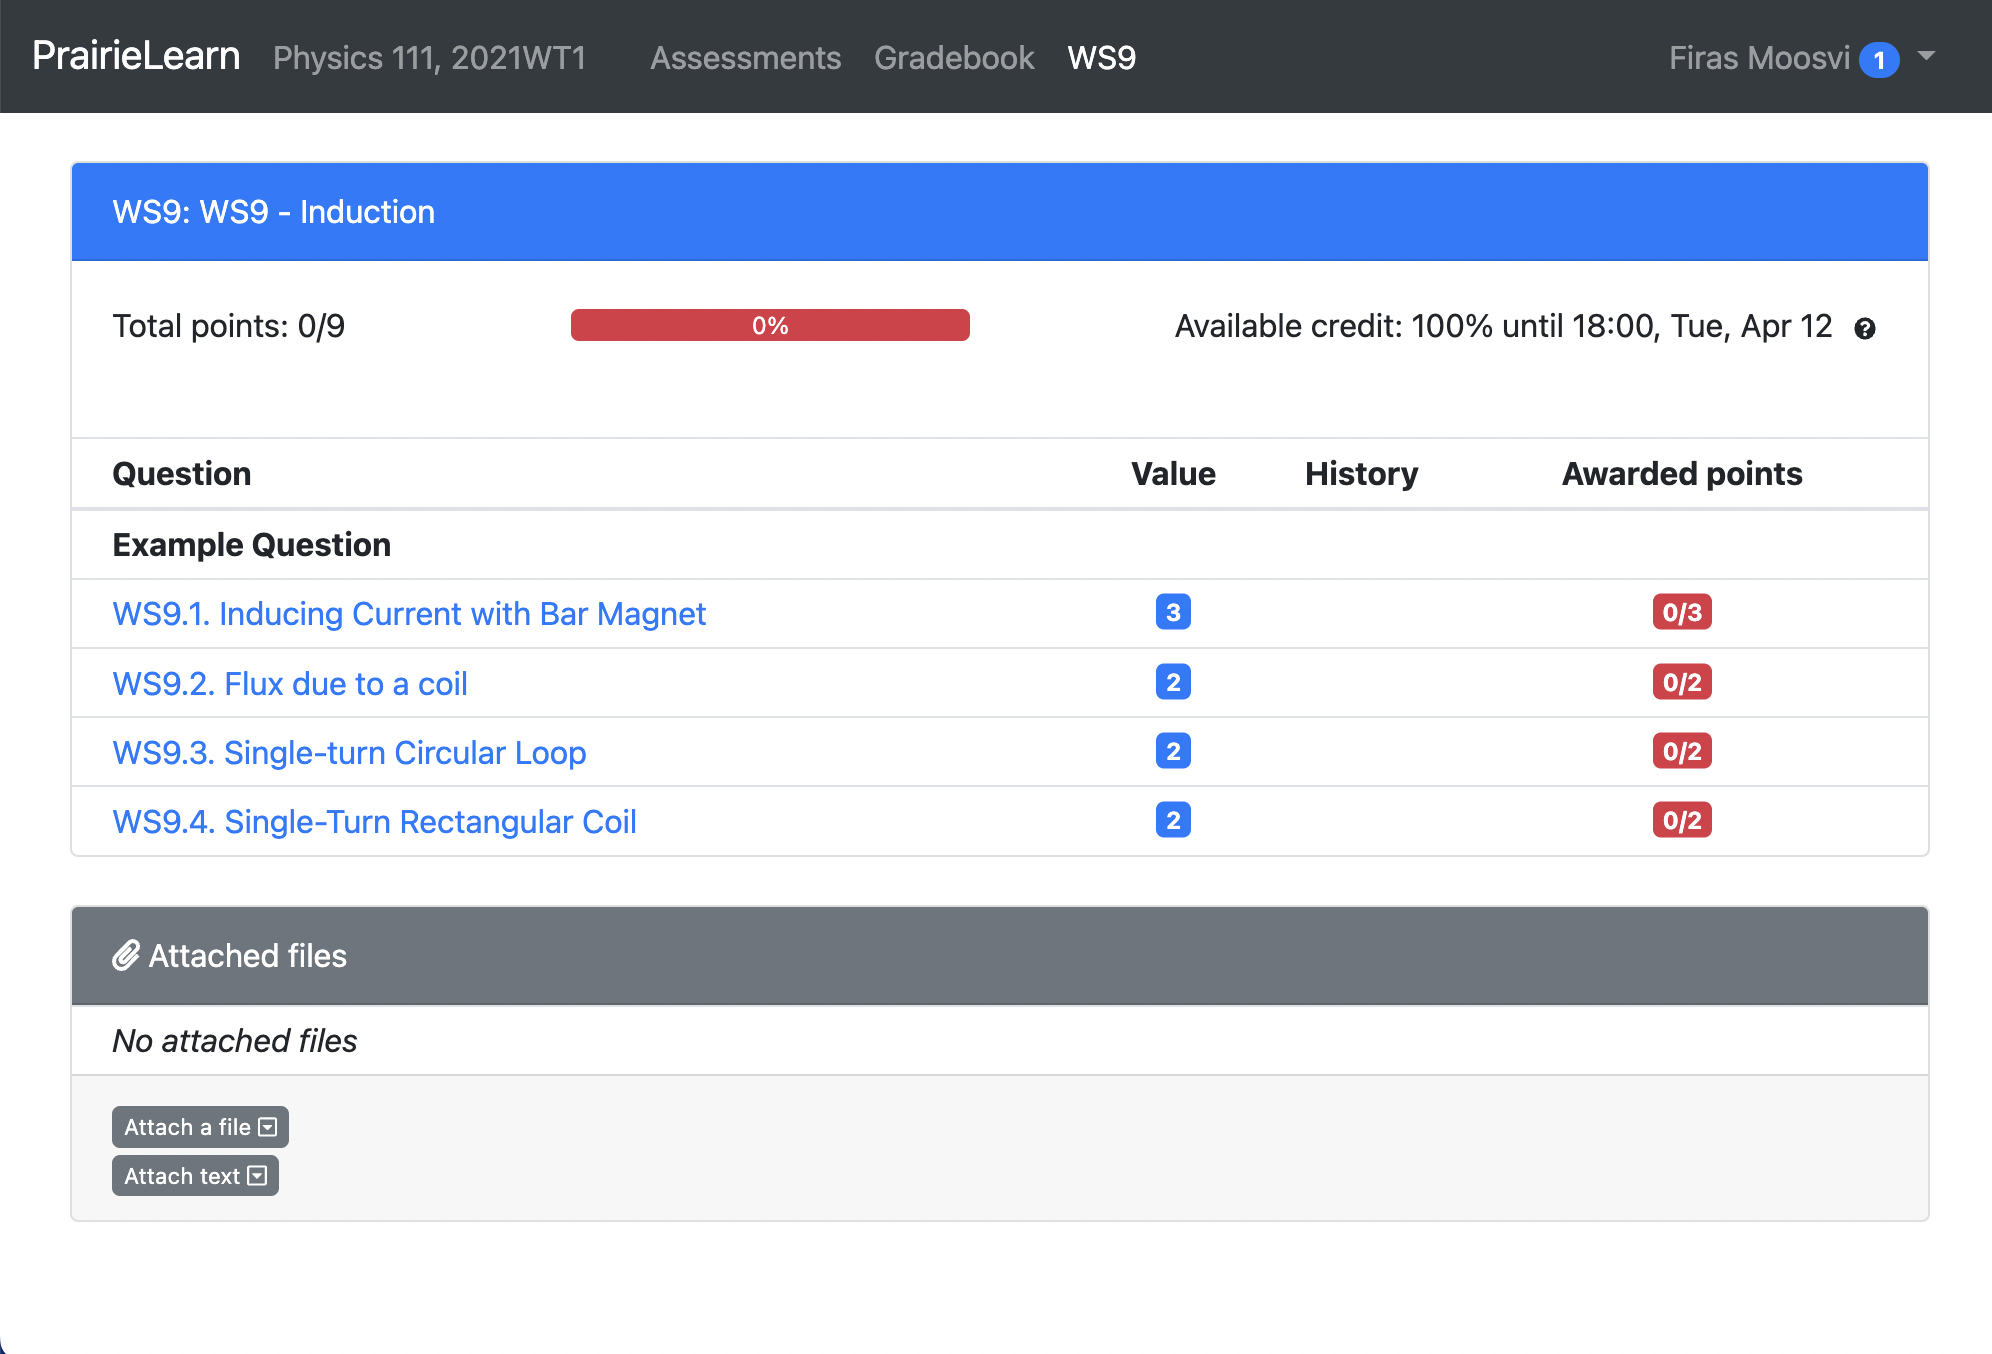 PrairieLearn Physics 111, 2021WT1 Assessments Gradebook WS9 Firas Moosvi 1
WS9: WS9 - Induction
Total points: 0/9 0% Available credit: 100% until 18:00, Tue, Apr 12 ?
Question Value History Awarded points
Example Question
WS9.1. Inducing Current with Bar Magnet 3 0/3
WS9.2. Flux due to a coil 2 0/2
WS9.3. Single-turn Circular Loop 2 0/2
WS9.4. Single-Turn Rectangular Coil 2 0/2
Attached files
No attached files
Attach a file
Attach text